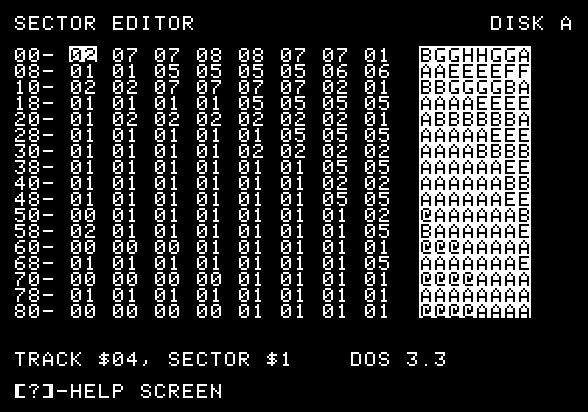 SECTOR EDITOR DISK A
00- 02 07 07 08 08 07 07 01 BGGHHGGA
08- 01 01 05 05 05 05 06 06 AAEEEEFF
10- 02 02 07 07 07 07 02 01 BBGGGGBA
18- 01 01 01 01 05 05 05 05 AAAAEEEE
20- 01 02 02 02 02 02 02 01 ABBBBBBA
28- 01 01 01 01 01 05 05 05 AAAAAEEE
30- 01 01 01 01 02 02 02 02 AAAABBBB
38- 01 01 01 01 01 01 05 05 AAAAAAEE
40- 01 01 01 01 01 01 02 02 AAAAAABB
48- 01 01 01 01 01 01 05 05 AAAAAAEE
50- 00 01 01 01 01 01 01 02 @AAAAAAB
58- 02 01 01 01 01 01 01 05 BAAAAAAE
60- 00 00 00 01 01 01 01 01 @@@AAAAA
68- 01 01 01 01 01 01 01 05 AAAAAAAE
70- 00 00 00 00 01 01 01 01 @@@@AAAA
78- 01 01 01 01 01 01 01 01 AAAAAAAA
80- 00 00 00 00 01 01 01 01 @@@@AAAA
TRACK $04, SECTOR $1 DOS 3.3
[?]-HELP SCREEN